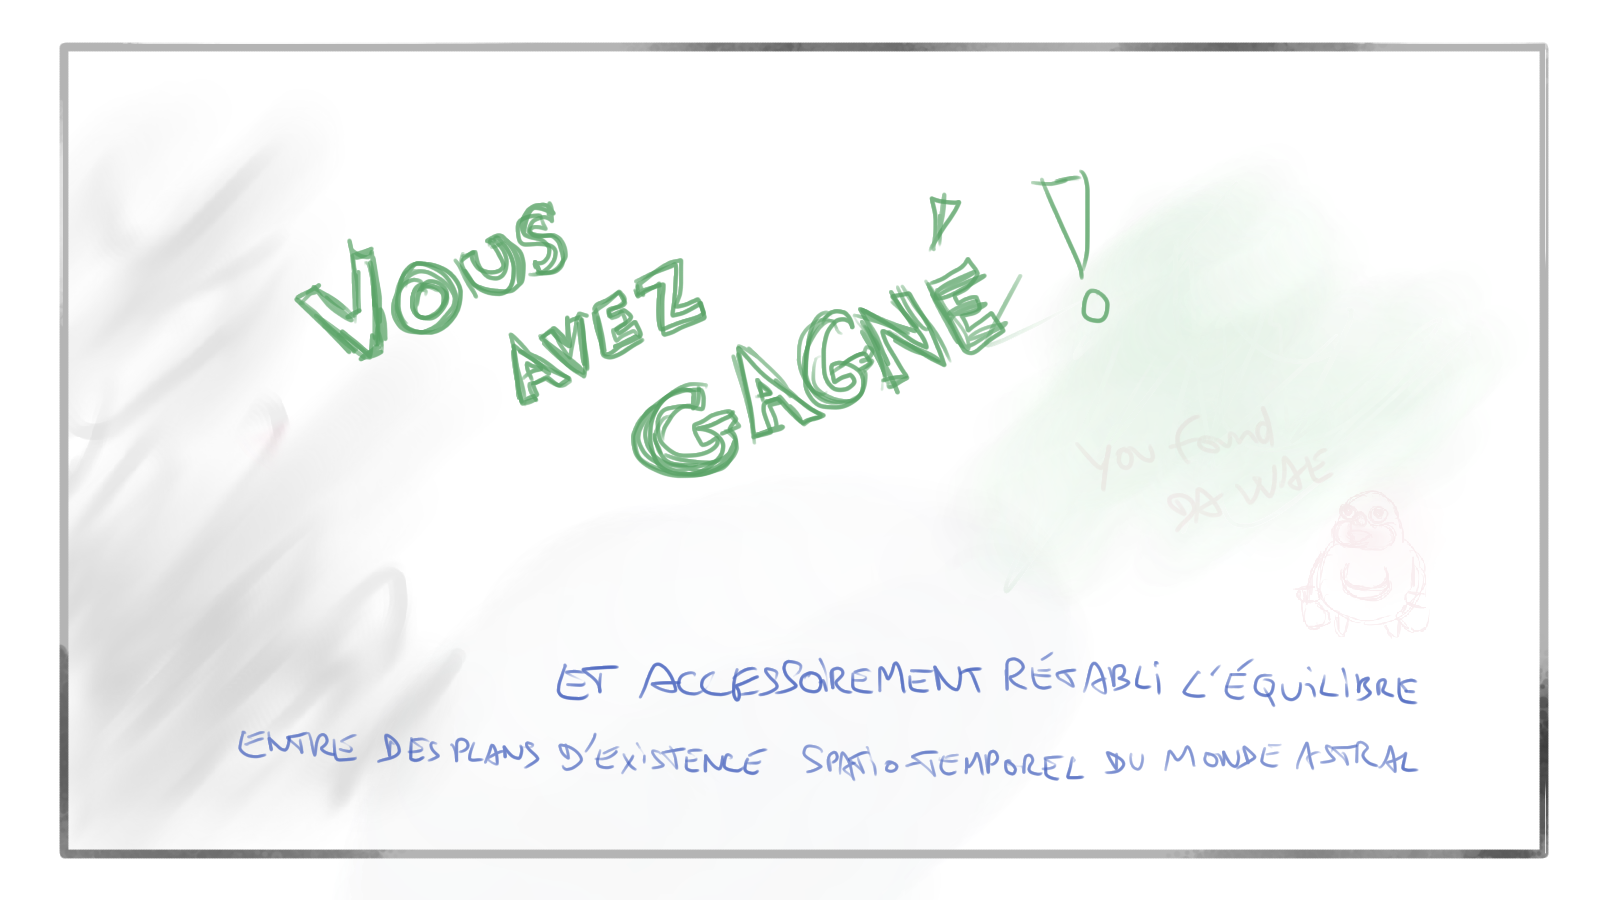 VOUS
AVEZ
GAGNÉ !
You found
DA WAE
ET ACCESSOIREMENT RÉTABLI L'ÉQUILIBRE
ENTRE DES PLANS D'EXISTENCE SPATIO-TEMPOREL DU MONDE ASTRAL